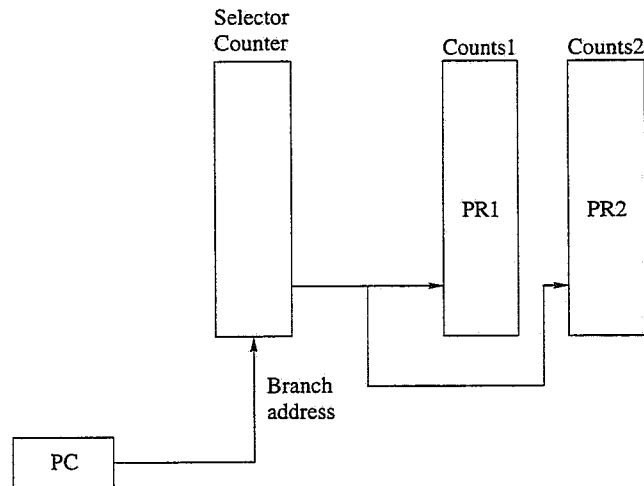 Selector
Counter
Counts1
Counts2
PR1
PR2
Branch
address
PC